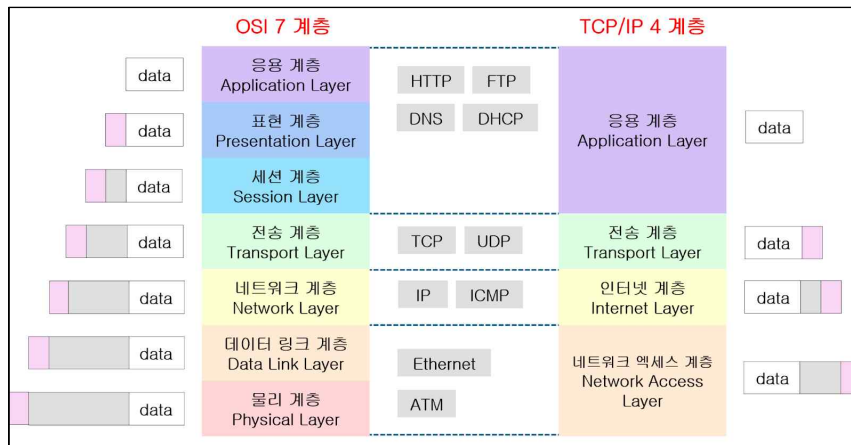 OSI 7 계층
TCP/IP 4 계층
data
응용 계층
Application Layer
HTTP FTP
data
표현 계층
Presentation Layer
DNS DHCP
응용 계층
Application Layer
data
data
세션 계층
Session Layer
data
전송 계층
Transport Layer
TCP UDP
전송 계층
Transport Layer
data
data
네트워크 계층
Network Layer
IP ICMP
인터넷 계층
Internet Layer
data
data
데이터 링크 계층
Data Link Layer
Ethernet
네트워크 엑세스 계층
Network Access
Layer
data
data
물리 계층
Physical Layer
ATM